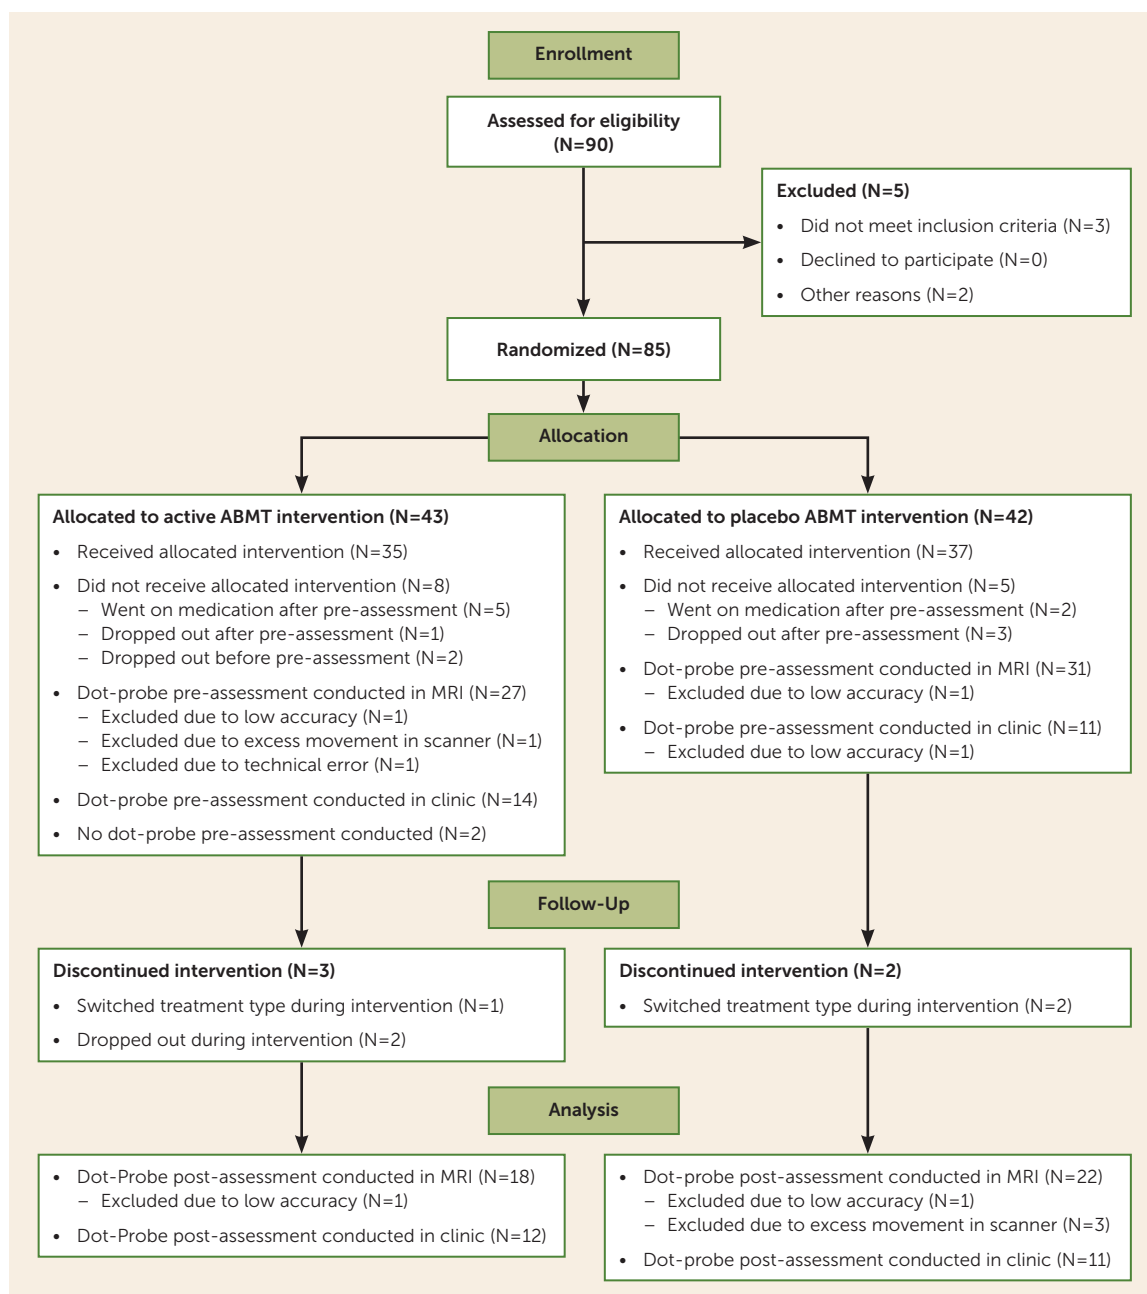 Enrollment
Assessed for eligibility
(N=90)
Excluded (N=5)
• Did not meet inclusion criteria (N=3)
• Declined to participate (N=0)
• Other reasons (N=2)
Randomized (N=85)
Allocation
Allocated to active ABMT intervention (N=43)
• Received allocated intervention (N=35)
• Did not receive allocated intervention (N=8)
– Went on medication after pre-assessment (N=5)
– Dropped out after pre-assessment (N=1)
– Dropped out before pre-assessment (N=2)
• Dot-probe pre-assessment conducted in MRI (N=27)
– Excluded due to low accuracy (N=1)
– Excluded due to excess movement in scanner (N=1)
– Excluded due to technical error (N=1)
• Dot-probe pre-assessment conducted in clinic (N=14)
• No dot-probe pre-assessment conducted (N=2)
Allocated to placebo ABMT intervention (N=42)
• Received allocated intervention (N=37)
• Did not receive allocated intervention (N=5)
– Went on medication after pre-assessment (N=2)
– Dropped out after pre-assessment (N=3)
• Dot-probe pre-assessment conducted in MRI (N=31)
– Excluded due to low accuracy (N=1)
• Dot-probe pre-assessment conducted in clinic (N=11)
– Excluded due to low accuracy (N=1)
Follow-Up
Discontinued intervention (N=3)
• Switched treatment type during intervention (N=1)
• Dropped out during intervention (N=2)
Discontinued intervention (N=2)
• Switched treatment type during intervention (N=2)
Analysis
• Dot-Probe post-assessment conducted in MRI (N=18)
– Excluded due to low accuracy (N=1)
• Dot-Probe post-assessment conducted in clinic (N=12)
• Dot-probe post-assessment conducted in MRI (N=22)
– Excluded due to low accuracy (N=1)
– Excluded due to excess movement in scanner (N=3)
• Dot-probe post-assessment conducted in clinic (N=11)